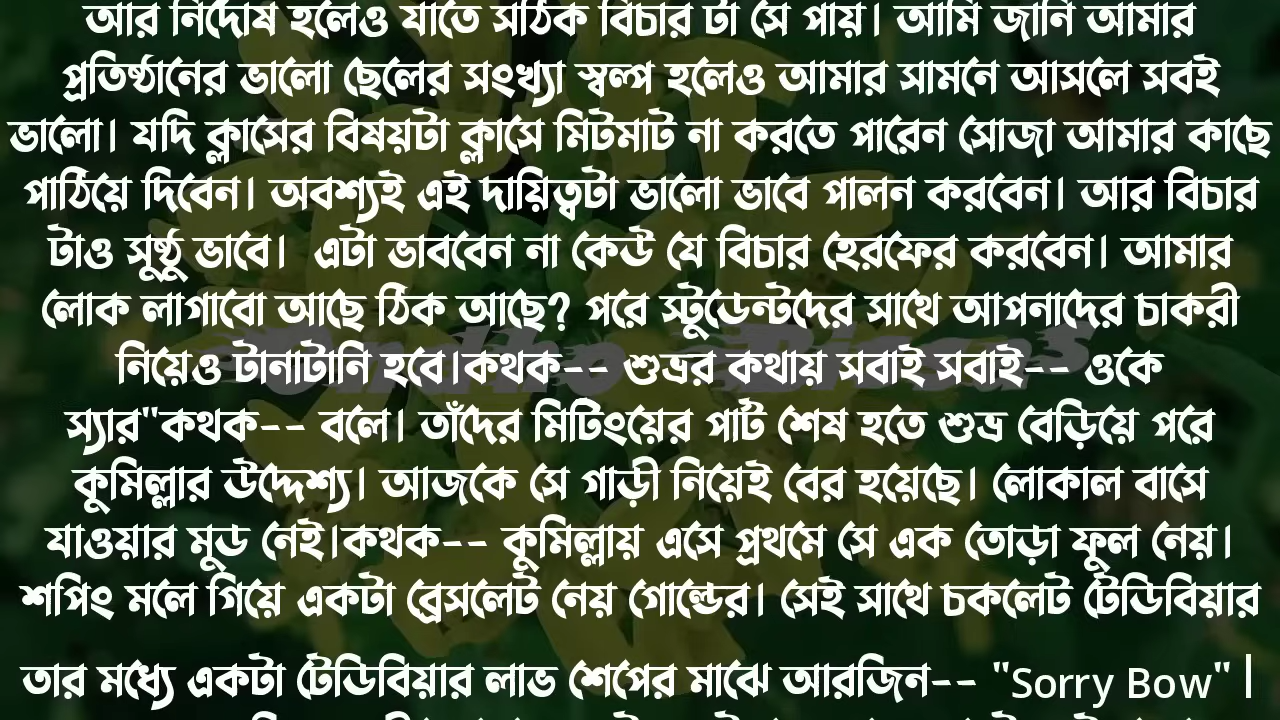 আর নির্দোষ হলেও যাতে সঠিক বিচার টা সে পায়। আমি জানি আমার
প্রতিষ্ঠানের ভালো ছেলের সংখ্যা স্বল্প হলেও আমার সামনে আসলে সবই
ভালো। যদি ক্লাসের বিষয়টা ক্লাসে মিটমাট না করতে পারেন সোজা আমার কাছে
পাঠিয়ে দিবেন। অবশ্যই এই দায়িত্বটা ভালো ভাবে পালন করবেন। আর বিচার
টাও সুষ্ঠু ভাবে। এটা ভাববেন না কেউ যে বিচার হেরফের করবেন। আমার
লোক লাগাবো আছে ঠিক আছে? পরে স্টুডেন্টদের সাথে আপনাদের চাকরী
নিয়েও টানাটানি হবে।কথক-- শুভ্রর কথায় সবাই সবাই-- ওকে
স্যার"কথক-- বলে। তাঁদের মিটিংয়ের পার্ট শেষ হতে শুভ্র বেড়িয়ে পরে
কুমিল্লার উদ্দেশ্য। আজকে সে গাড়ী নিয়েই বের হয়েছে। লোকাল বাসে
যাওয়ার মুড নেই।কথক-- কুমিল্লায় এসে প্রথমে সে এক তোড়া ফুল নেয়।
শপিং মলে গিয়ে একটা ব্রেসলেট নেয় গোল্ডের। সেই সাথে চকলেট টেডিবিয়ার
তার মধ্যে একটা টেডিবিয়ার লাভ শেপের মাঝে আরজিন-- "Sorry Bow" |